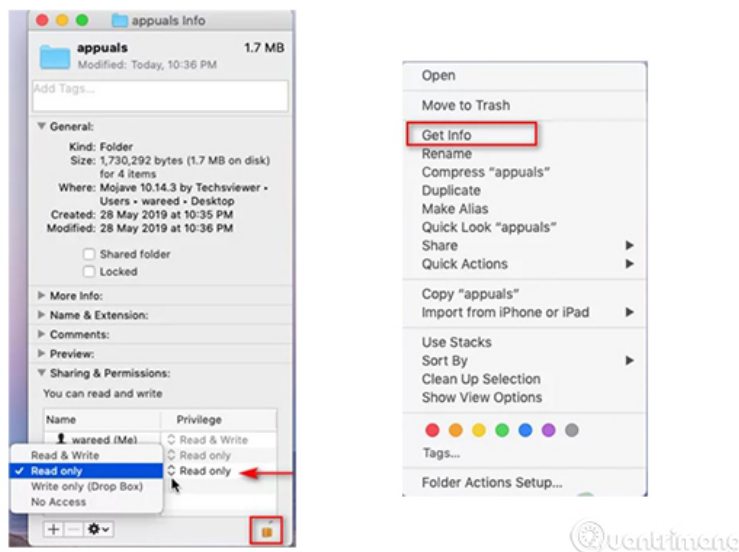 appuals Info
appuals
1.7 MB
Modified: Today, 10:36 PM
Add Tags...
General:
Kind: Folder
Size: 1,730,292 bytes (1.7 MB on disk)
for 4 items
Where: Mojave 10.14.3 by Techsviewer •
Users • wareed • Desktop
Created: 28 May 2019 at 10:35 PM
Modified: 28 May 2019 at 10:36 PM
Shared folder
Locked
More Info:
Name & Extension:
Comments:
Preview:
Sharing & Permissions:
You can read and write
Name Privilege
wareed (Me) Read & Write
Read only
Read only
Read & Write
Read only
Write only (Drop Box)
No Access
Open
Move to Trash
Get Info
Rename
Compress “appuals”
Duplicate
Make Alias
Quick Look “appuals”
Share
Quick Actions
Copy “appuals”
Import from iPhone or iPad
Use Stacks
Sort By
Clean Up Selection
Show View Options
Tags...
Folder Actions Setup...
Quantrimang